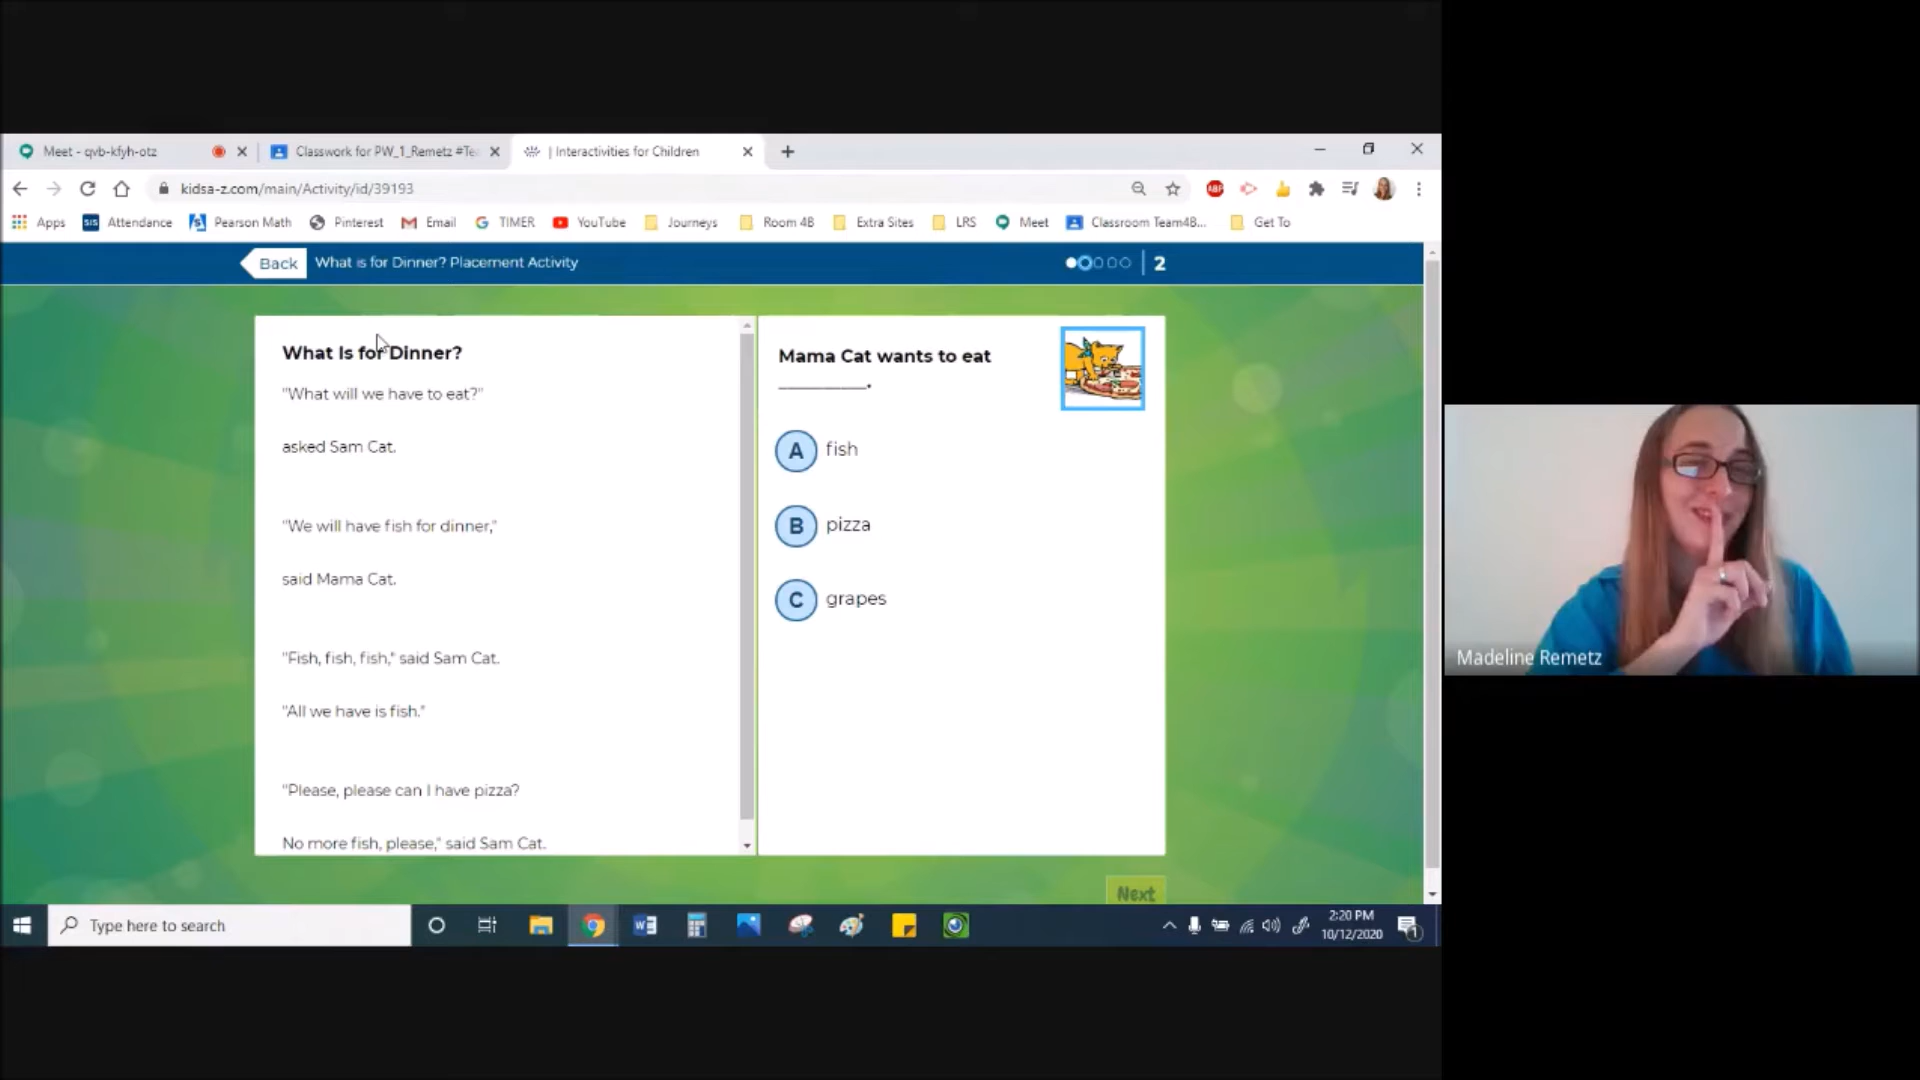 Meet - qvb-kfyh-otz
Classwork for PW_1_Remetz #Te
| Interactivities for Children
kidsa-z.com/main/Activity/id/39193
ABP
Apps
SIS Attendance
Pearson Math
Pinterest
Email
TIMER
YouTube
Journeys
Room 4B
Extra Sites
LRS
Meet
Classroom Team4B...
Get To
Back
What is for Dinner? Placement Activity
2
What Is for Dinner?
"What will we have to eat?"
asked Sam Cat.
"We will have fish for dinner,"
said Mama Cat.
"Fish, fish, fish," said Sam Cat.
"All we have is fish."
"Please, please can I have pizza?
No more fish, please," said Sam Cat.
Mama Cat wants to eat
________.
A fish
B pizza
C grapes
Next
Madeline Remetz
Type here to search
2:20 PM
10/12/2020
1